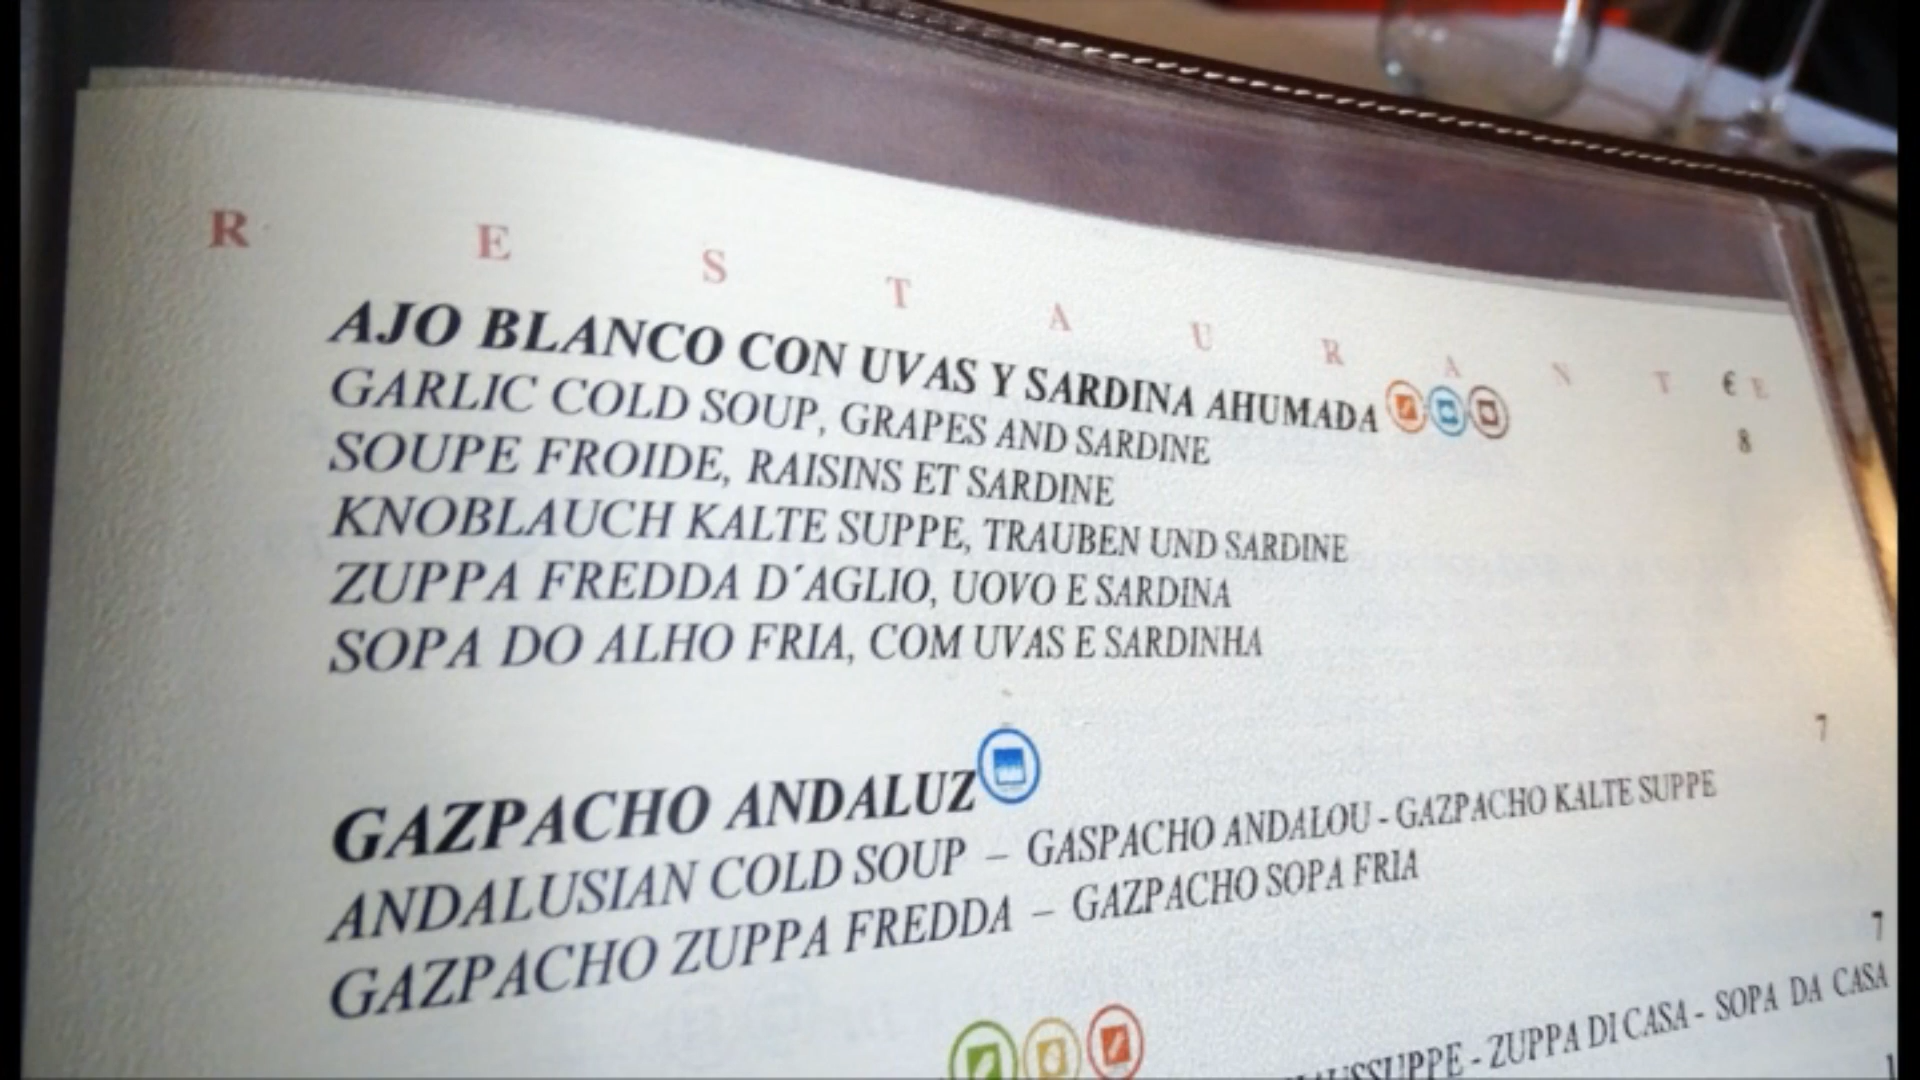 RESTAURANTE
€
AJO BLANCO CON UVAS Y SARDINA AHUMADA 8
GARLIC COLD SOUP, GRAPES AND SARDINE
SOUPE FROIDE, RAISINS ET SARDINE
KNOBLAUCH KALTE SUPPE, TRAUBEN UND SARDINE
ZUPPA FREDDA D´AGLIO, UOVO E SARDINA
SOPA DO ALHO FRIA, COM UVAS E SARDINHA
GAZPACHO ANDALUZ 7
ANDALUSIAN COLD SOUP – GASPACHO ANDALOU - GAZPACHO KALTE SUPPE
GAZPACHO ZUPPA FREDDA – GAZPACHO SOPA FRIA
7
- ZUPPA DI CASA - SOPA DA CASA